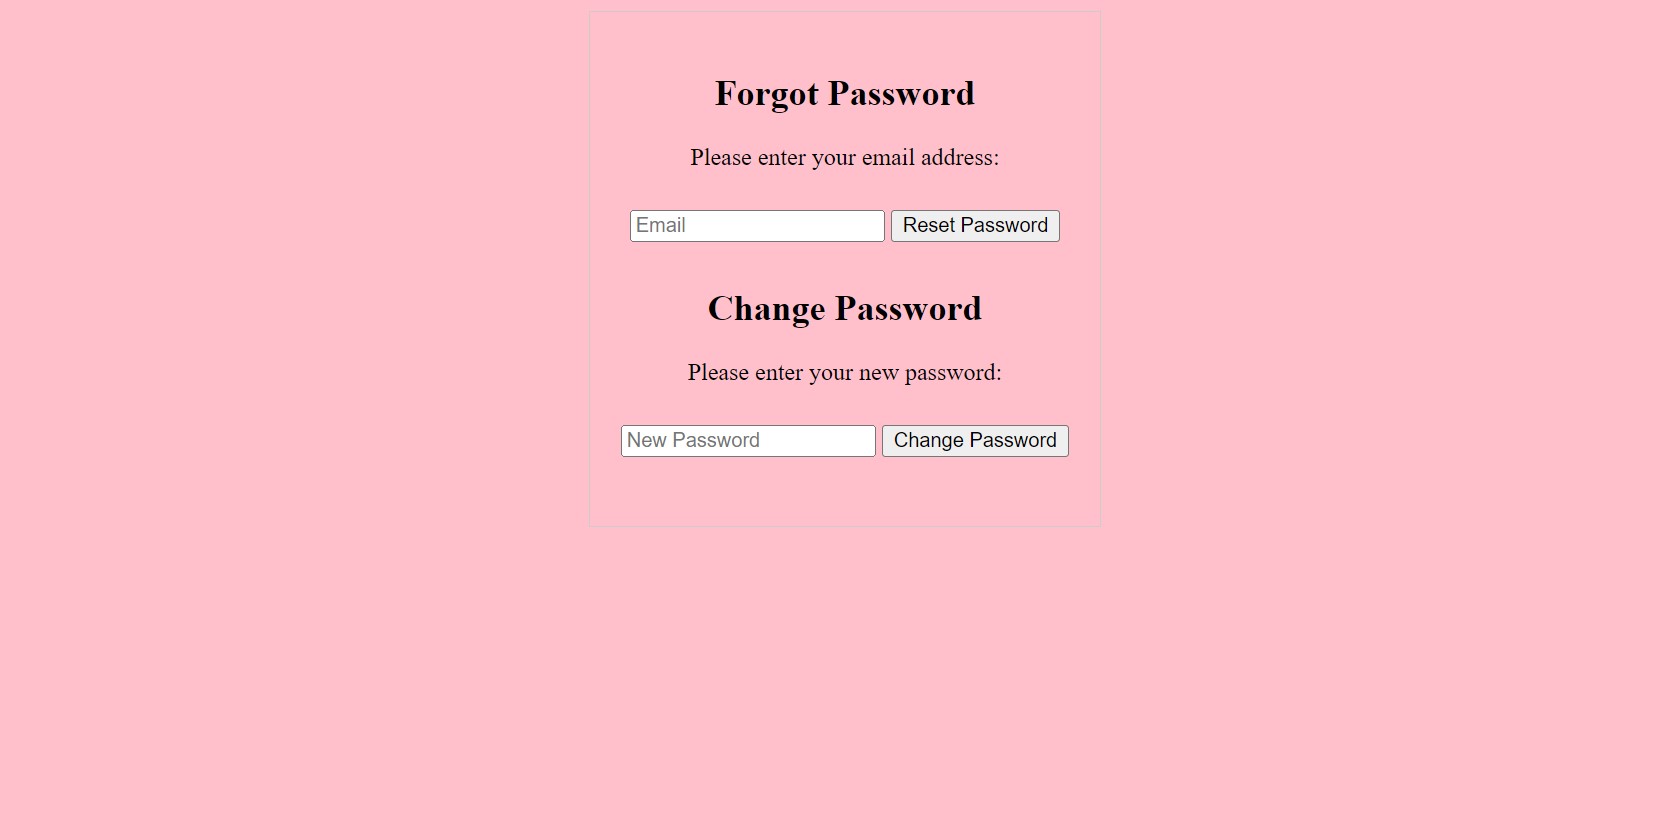 Forgot Password
Please enter your email address:
Email Reset Password
Change Password
Please enter your new password:
New Password Change Password